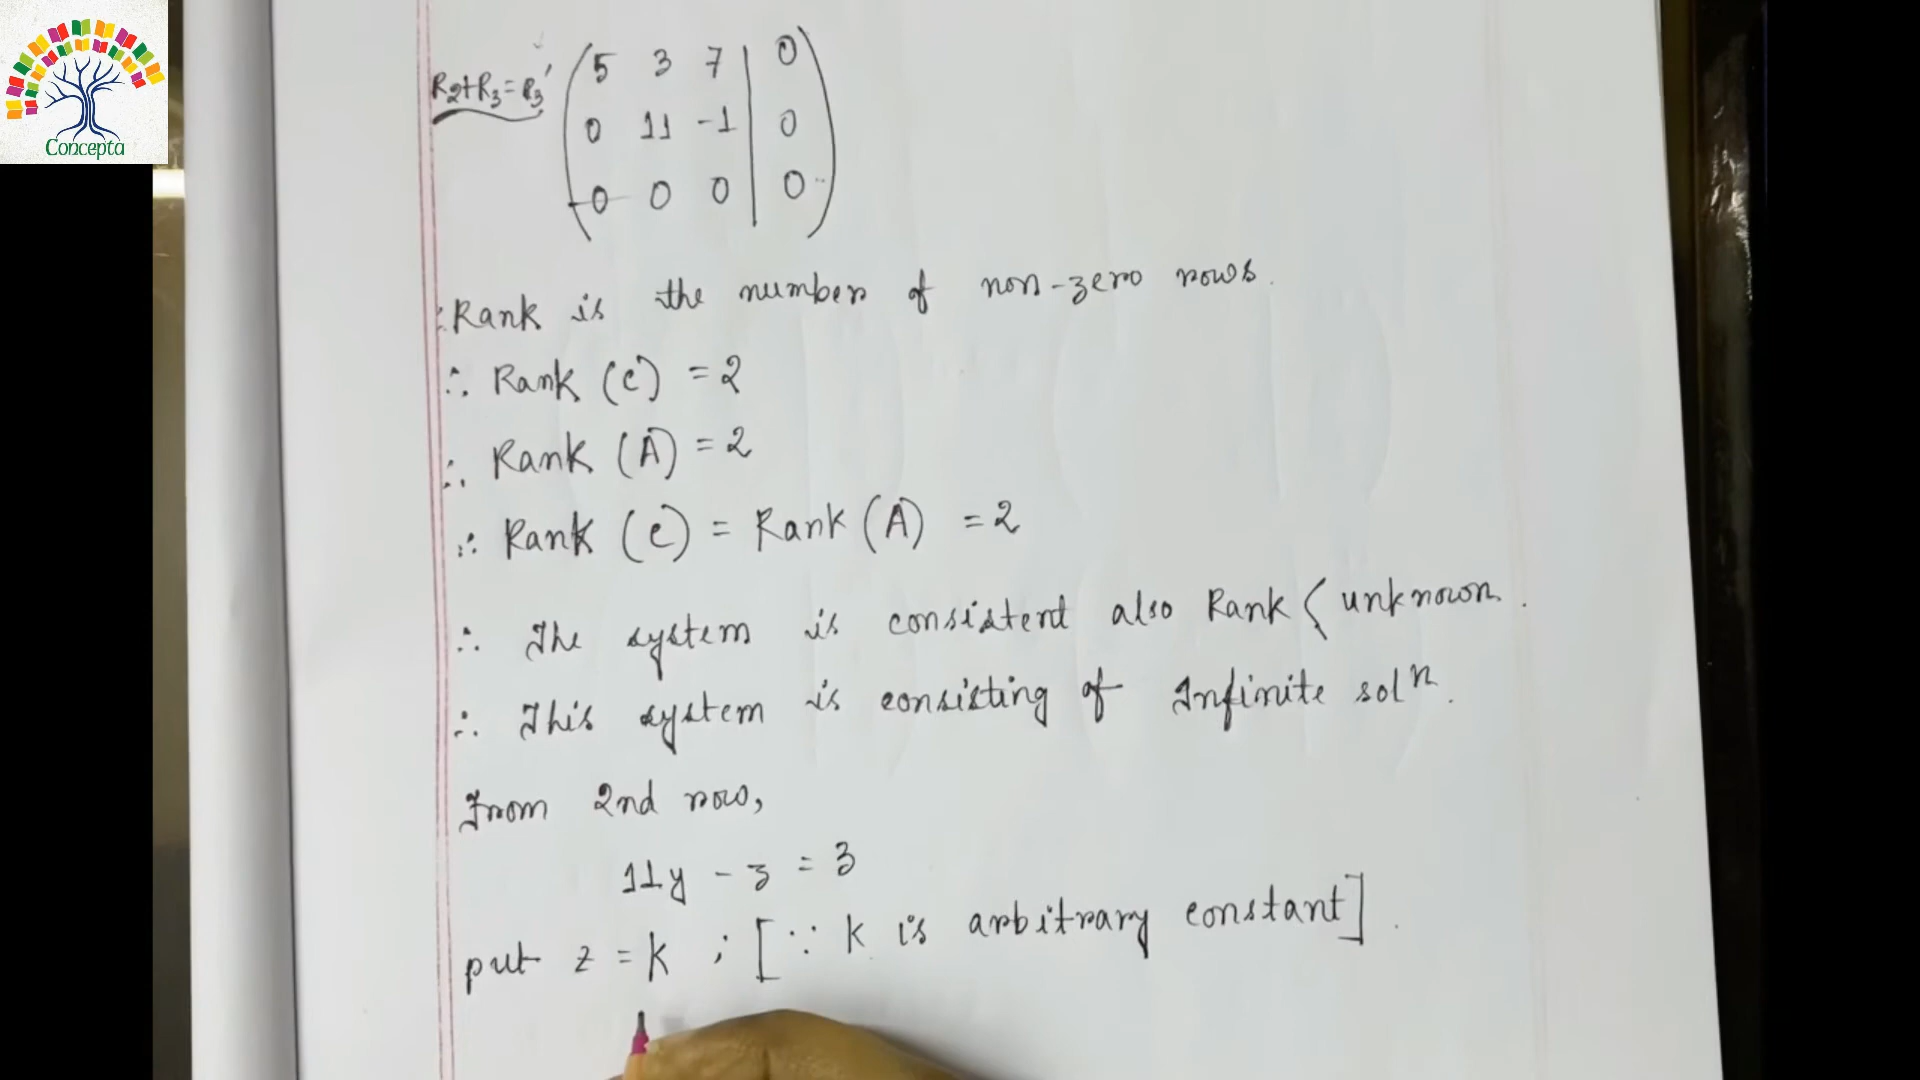 Concepta
R2+R3=R3'
5 3 7 | 0
0 11 -1 | 0
0 0 0 | 0
∵ Rank is the number of non-zero rows.
∴ Rank (C) = 2
∴ Rank (A) = 2
∴ Rank (C) = Rank (A) = 2
∴ The system is consistent also Rank < unknown.
∴ This system is consisting of Infinite solⁿ.
From 2nd row,
11y - z = 3
put z = K ; [∵ K is arbitrary constant]